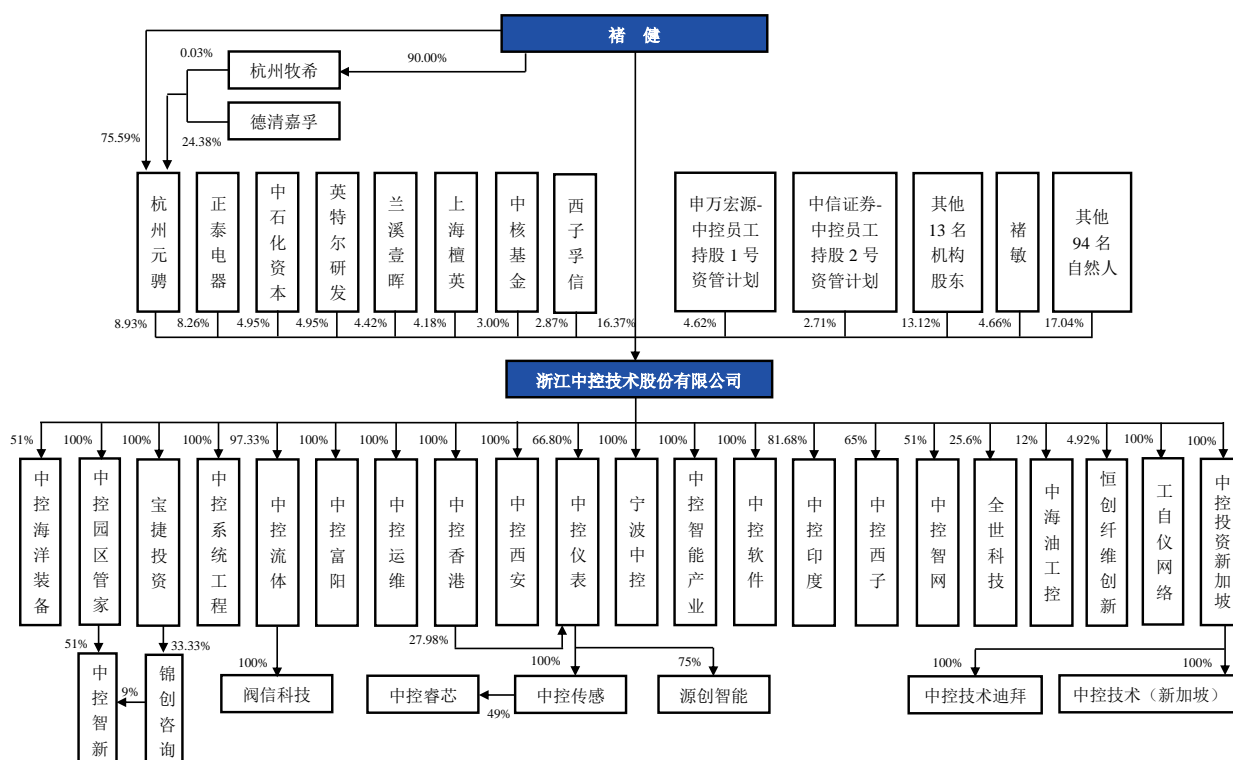 褚 健
0.03%
90.00%
杭州牧希
德清嘉孚
75.59%
24.38%
杭州元骋
正泰电器
中石化资本
英特尔研发
兰溪壹晖
上海檀英
中核基金
西子孚信
申万宏源-
中控员工
持股 1 号
资管计划
中信证券-
中控员工
持股 2 号
资管计划
其他
13 名
机构
股东
褚敏
其他
94 名
自然人
8.93%
8.26%
4.95%
4.95%
4.42%
4.18%
3.00%
2.87%
16.37%
4.62%
2.71%
13.12%
4.66%
17.04%
浙江中控技术股份有限公司
51%
100%
100%
100%
97.33%
100%
100%
100%
100%
66.80%
100%
100%
100%
81.68%
65%
51%
25.6%
12%
4.92%
100%
100%
中控海洋装备
中控园区管家
宝捷投资
中控系统工程
中控流体
中控富阳
中控运维
中控香港
中控西安
中控仪表
宁波中控
中控智能产业
中控软件
中控印度
中控西子
中控智网
全世科技
中海油工控
恒创纤维创新
工自仪网络
中控投资新加坡
51%
33.33%
27.98%
100%
100%
75%
100%
100%
中控智新
9%
锦创咨询
阀信科技
中控睿芯
49%
中控传感
源创智能
中控技术迪拜
中控技术（新加坡）